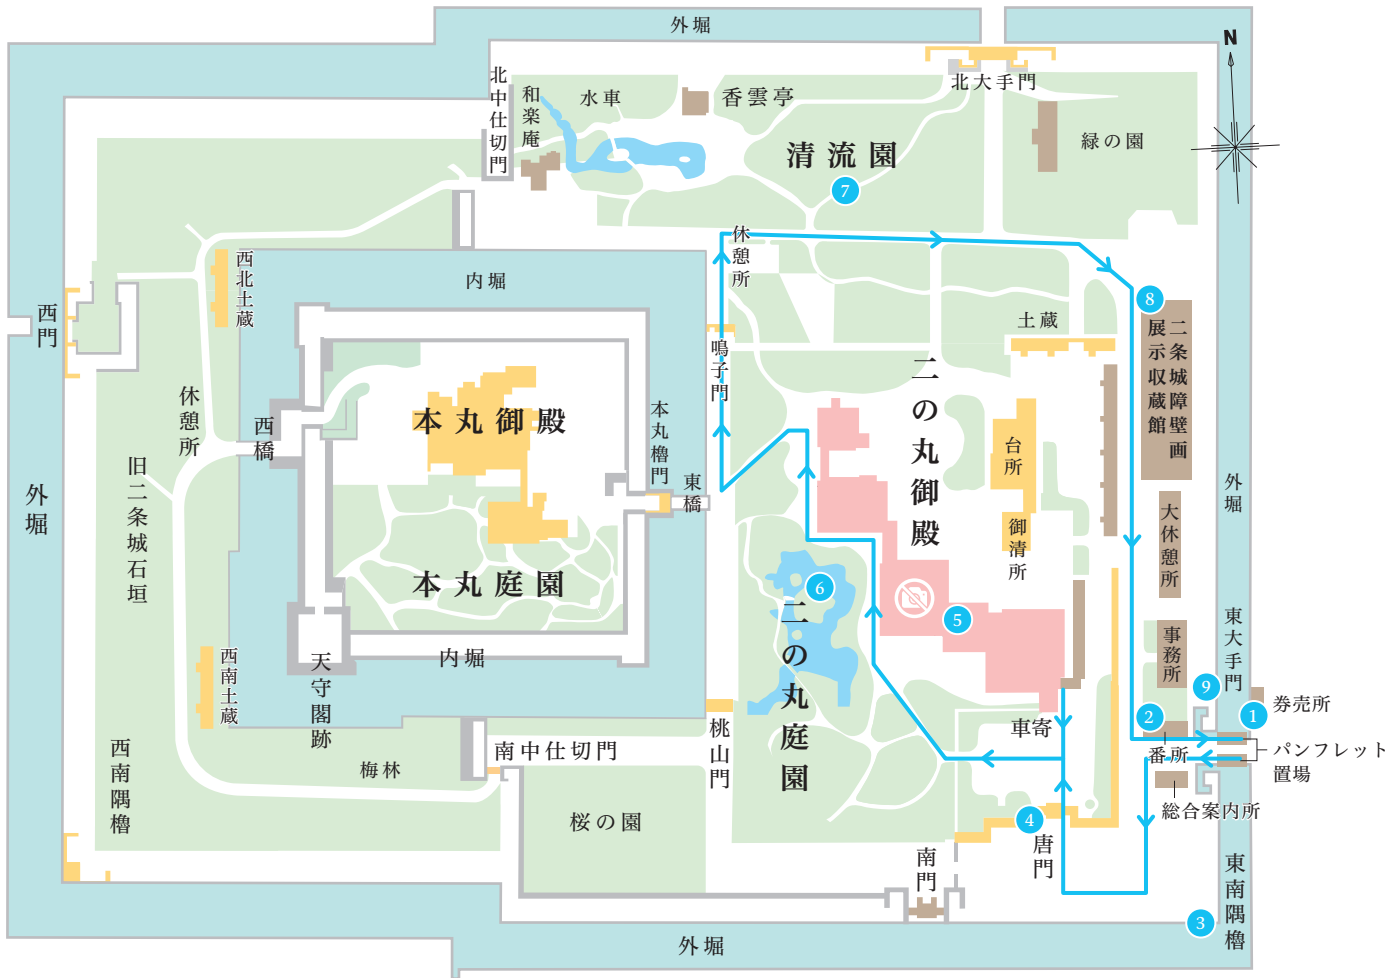 外堀
N
北大手門
北中仕切門
和楽庵
水車
香雲亭
清流園
緑の園
7
休憩所
西北土蔵
内堀
西門
8
二条城障壁画
展示収蔵館
土蔵
鳴子門
二の丸御殿
休憩所
西橋
本丸御殿
本丸櫓門
東橋
台所
御清所
旧二条城石垣
外堀
外堀
大休憩所
本丸庭園
6
5
二の丸庭園
事務所
東大手門
西南土蔵
天守閣跡
内堀
9
券売所
1
2
車寄
桃山門
南中仕切門
番所
パンフレット
置場
西南隅櫓
梅林
総合案内所
桜の園
4
唐門
南門
東南隅櫓
3
外堀